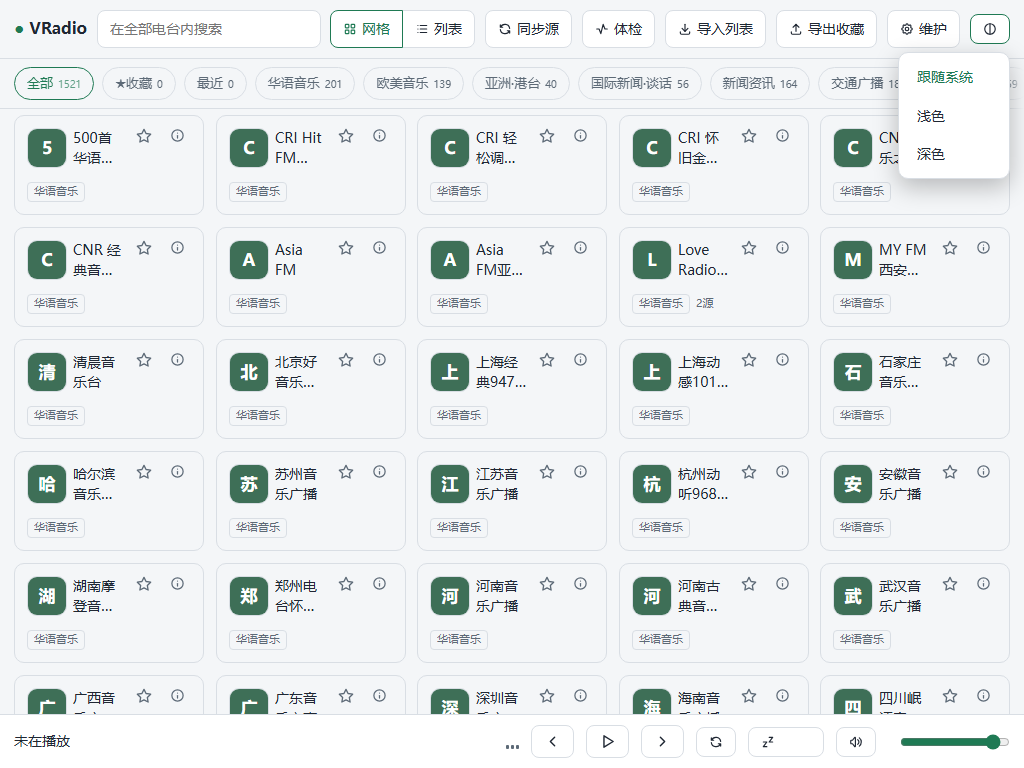 VRadio 在全部电台内搜索 网格 列表 同步源 体检 导入列表 导出收藏 维护
全部 1521 ★收藏 0 最近 0 华语音乐 201 欧美音乐 139 亚洲·港台 40 国际新闻·谈话 56 新闻资讯 164 交通广播
跟随系统
浅色
深色
5 500首华语…
华语音乐
C CRI Hit FM…
华语音乐
C CRI 轻松调…
华语音乐
C CRI 怀旧金…
华语音乐
C
华语音乐
C CNR 经典音…
华语音乐
A Asia FM
华语音乐
A Asia FM亚…
华语音乐
L Love Radio…
华语音乐 2源
M MY FM 西安…
华语音乐
清 清晨音乐台
华语音乐
北 北京好音乐…
华语音乐
上 上海经典947…
华语音乐
上 上海动感101…
华语音乐
石 石家庄音乐…
华语音乐
哈 哈尔滨音乐…
华语音乐
苏 苏州音乐广播
华语音乐
江 江苏音乐广播
华语音乐
杭 杭州动听968…
华语音乐
安 安徽音乐广播
华语音乐
湖 湖南摩登音…
华语音乐
郑 郑州电台怀…
华语音乐
河 河南音乐广播
华语音乐
河 河南古典音…
华语音乐
武 武汉音乐广播
华语音乐
广 广西音
广 广东音
深 深圳音
海 海南音
四 四川岷
未在播放 … zZ